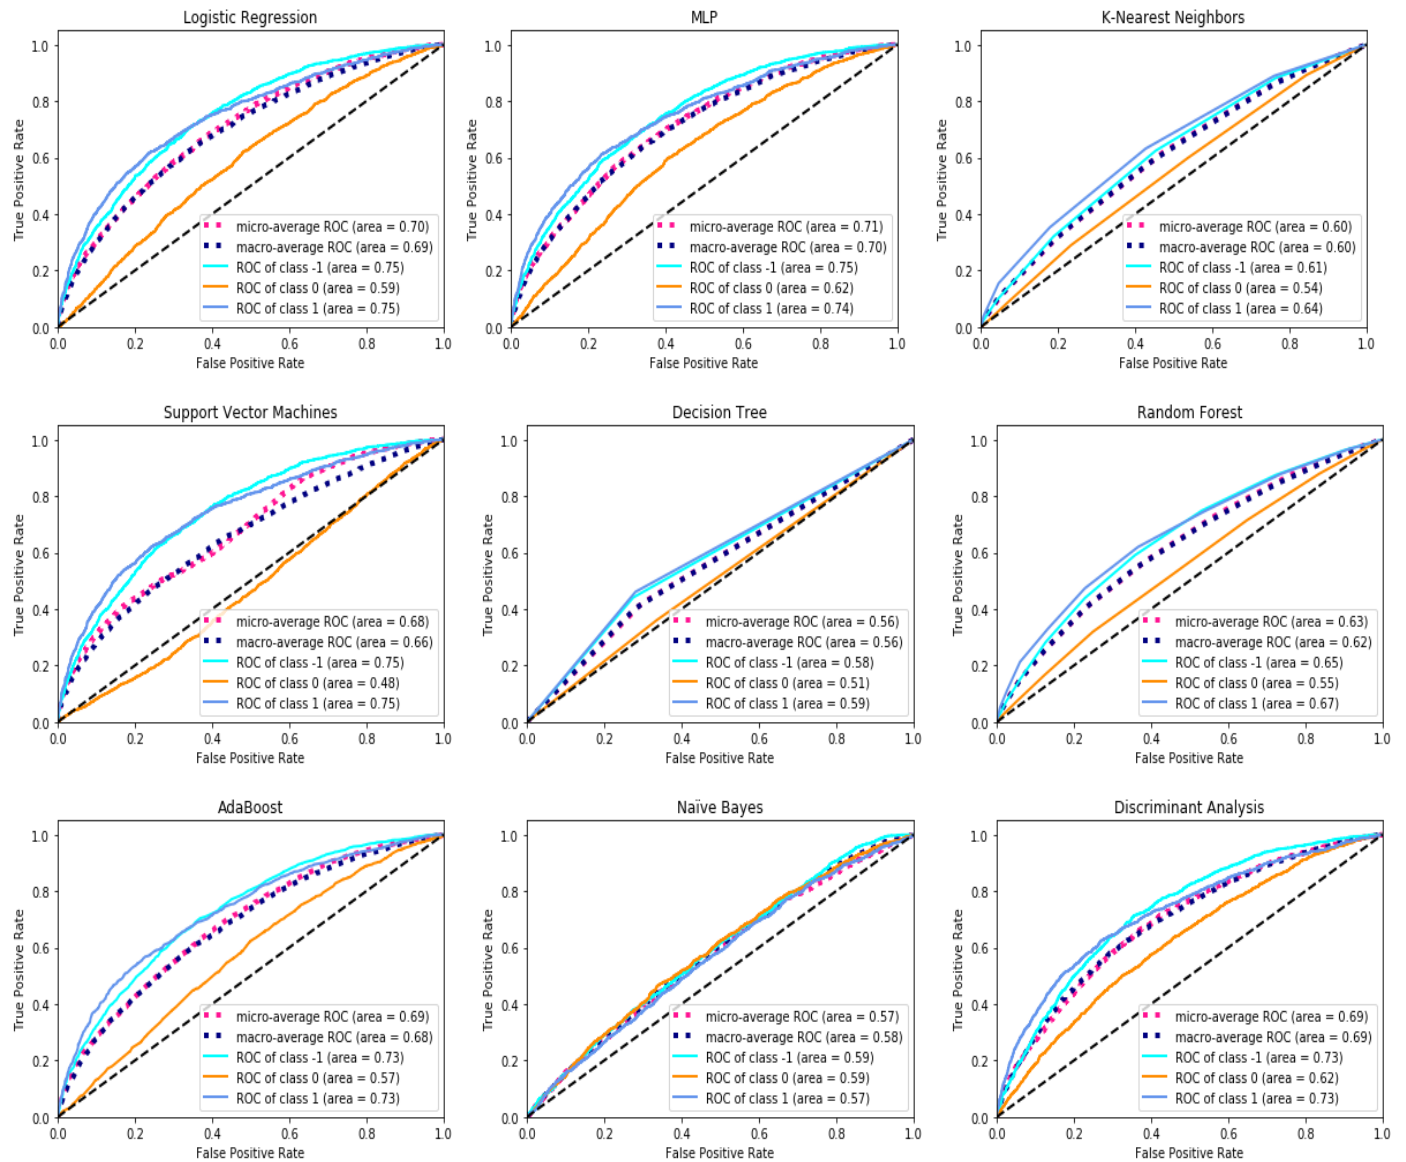 Logistic Regression
True Positive Rate
1.0
0.8
0.6
0.4
0.2
0.0
micro-average ROC (area = 0.70)
macro-average ROC (area = 0.69)
ROC of class -1 (area = 0.75)
ROC of class 0 (area = 0.59)
ROC of class 1 (area = 0.75)
0.0 0.2 0.4 0.6 0.8 1.0
False Positive Rate
MLP
True Positive Rate
1.0
0.8
0.6
0.4
0.2
0.0
micro-average ROC (area = 0.71)
macro-average ROC (area = 0.70)
ROC of class -1 (area = 0.75)
ROC of class 0 (area = 0.62)
ROC of class 1 (area = 0.74)
0.0 0.2 0.4 0.6 0.8 1.0
False Positive Rate
K-Nearest Neighbors
True Positive Rate
1.0
0.8
0.6
0.4
0.2
0.0
micro-average ROC (area = 0.60)
macro-average ROC (area = 0.60)
ROC of class -1 (area = 0.61)
ROC of class 0 (area = 0.54)
ROC of class 1 (area = 0.64)
0.0 0.2 0.4 0.6 0.8 1.0
False Positive Rate
Support Vector Machines
True Positive Rate
1.0
0.8
0.6
0.4
0.2
0.0
micro-average ROC (area = 0.68)
macro-average ROC (area = 0.66)
ROC of class -1 (area = 0.75)
ROC of class 0 (area = 0.48)
ROC of class 1 (area = 0.75)
0.0 0.2 0.4 0.6 0.8 1.0
False Positive Rate
Decision Tree
True Positive Rate
1.0
0.8
0.6
0.4
0.2
0.0
micro-average ROC (area = 0.56)
macro-average ROC (area = 0.56)
ROC of class -1 (area = 0.58)
ROC of class 0 (area = 0.51)
ROC of class 1 (area = 0.59)
0.0 0.2 0.4 0.6 0.8 1.0
False Positive Rate
Random Forest
True Positive Rate
1.0
0.8
0.6
0.4
0.2
0.0
micro-average ROC (area = 0.63)
macro-average ROC (area = 0.62)
ROC of class -1 (area = 0.65)
ROC of class 0 (area = 0.55)
ROC of class 1 (area = 0.67)
0.0 0.2 0.4 0.6 0.8 1.0
False Positive Rate
AdaBoost
True Positive Rate
1.0
0.8
0.6
0.4
0.2
0.0
micro-average ROC (area = 0.69)
macro-average ROC (area = 0.68)
ROC of class -1 (area = 0.73)
ROC of class 0 (area = 0.57)
ROC of class 1 (area = 0.73)
0.0 0.2 0.4 0.6 0.8 1.0
False Positive Rate
Naïve Bayes
True Positive Rate
1.0
0.8
0.6
0.4
0.2
0.0
micro-average ROC (area = 0.57)
macro-average ROC (area = 0.58)
ROC of class -1 (area = 0.59)
ROC of class 0 (area = 0.59)
ROC of class 1 (area = 0.57)
0.0 0.2 0.4 0.6 0.8 1.0
False Positive Rate
Discriminant Analysis
True Positive Rate
1.0
0.8
0.6
0.4
0.2
0.0
micro-average ROC (area = 0.69)
macro-average ROC (area = 0.69)
ROC of class -1 (area = 0.73)
ROC of class 0 (area = 0.62)
ROC of class 1 (area = 0.73)
0.0 0.2 0.4 0.6 0.8 1.0
False Positive Rate